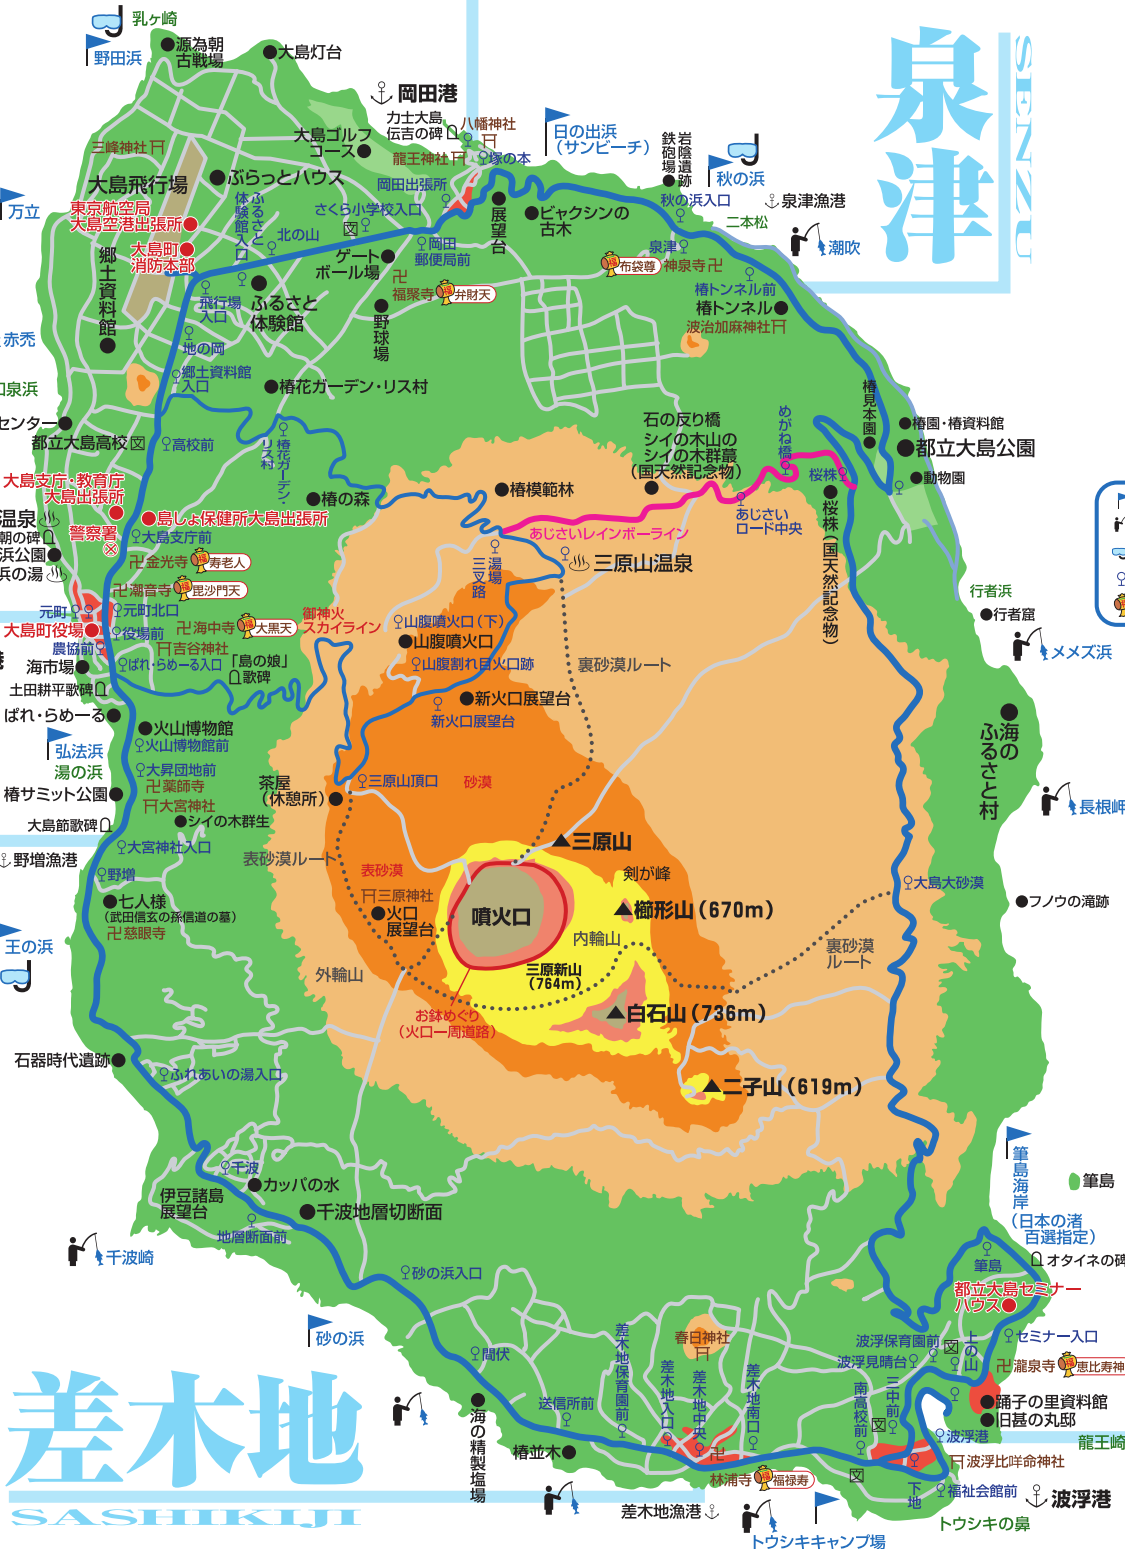 乳ヶ崎
野田浜
源為朝
古戦場
大島灯台
岡田港
力士大島
伝吉の碑
八幡神社
日の出浜
(サンビーチ)
鉄砲場
岩陰遺跡
秋の浜
泉津
SENZU
三峰神社
大島ゴルフ
コース
龍王神社
塚の本
大島飛行場
ぶらっとハウス
岡田出張所
秋の浜入口
泉津漁港
万立
東京航空局
大島空港出張所
ふるさと
体験館入口
さくら小学校入口
展望台
ビャクシンの
古木
二本松
潮吹
大島町
消防本部
北の山
岡田
郵便局前
泉津
布袋尊
神泉寺
郷土資料館
ゲート
ボール場
福聚寺
弁財天
椿トンネル前
飛行場
入口
ふるさと
体験館
野球場
椿トンネル
波治加麻神社
赤禿
地の岡
郷土資料館
入口
椿花ガーデン・リス村
泉浜
椿見本園
センター
都立大島高校
高校前
椿花ガーデン・
リス村
石の反り橋
シイの木山の
シイの木群蟇
(国天然記念物)
めがね橋
椿園・椿資料館
都立大島公園
動物園
大島支庁・教育庁
大島出張所
椿の森
椿模範林
桜株
桜株(国天然記念物)
温泉
島しょ保健所大島出張所
あじさいレインボーライン
あじさい
ロード中央
朝の碑
警察署
大島支庁前
浜公園
浜の湯
金光寺
寿老人
湯場
三叉路
三原山温泉
潮音寺
毘沙門天
行者浜
行者窟
元町
元町北口
御神火
スカイライン
大島町役場
役場前
海中寺
大黒天
山腹噴火口(下)
山腹噴火口
メメズ浜
農協前
吉谷神社
海市場
ぱれ・らめーる入口
「島の娘」
歌碑
山腹割れ目火口跡
裏砂漠ルート
土田耕平歌碑
ぱれ・らめーる
新火口展望台
新火口展望台
海の
ふるさと村
火山博物館
火山博物館前
弘法浜
湯の浜
大昇団地前
薬師寺
椿サミット公園
大宮神社
茶屋
(休憩所)
三原山頂口
砂漠
長根岬
大島節歌碑
シイの木群生
大宮神社入口
三原山
野増漁港
表砂漠ルート
表砂漠
剣が峰
野増
三原神社
大島大砂漠
七人様
(武田信玄の孫信道の墓)
慈眼寺
火口
展望台
噴火口
櫛形山(670m)
フノウの滝跡
王の浜
内輪山
裏砂漠
ルート
外輪山
三原新山
(764m)
お鉢めぐり
(火口一周道路)
白石山(736m)
石器時代遺跡
ふれあいの湯入口
二子山(619m)
筆島海岸
(日本の渚
百選指定)
筆島
千波
カッパの水
伊豆諸島
展望台
千波地層切断面
地層断面前
千波崎
砂の浜入口
筆島
オタイネの碑
都立大島セミナー
ハウス
砂の浜
差木地保育園前
春日神社
波浮保育園前
上の山
セミナー入口
間伏
波浮見晴台
瀧泉寺
恵比寿神
差木地
SASHIKIJI
海の精製塩場
送信所前
差木地入口
差木地中央
差木地南口
南高校前
三中前
踊子の里資料館
旧甚の丸邸
椿並木
波浮港
龍王崎
林浦寺
福禄寿
波浮比咩命神社
下地
福祉会館前
波浮港
差木地漁港
トウシキキャンプ場
トウシキの鼻